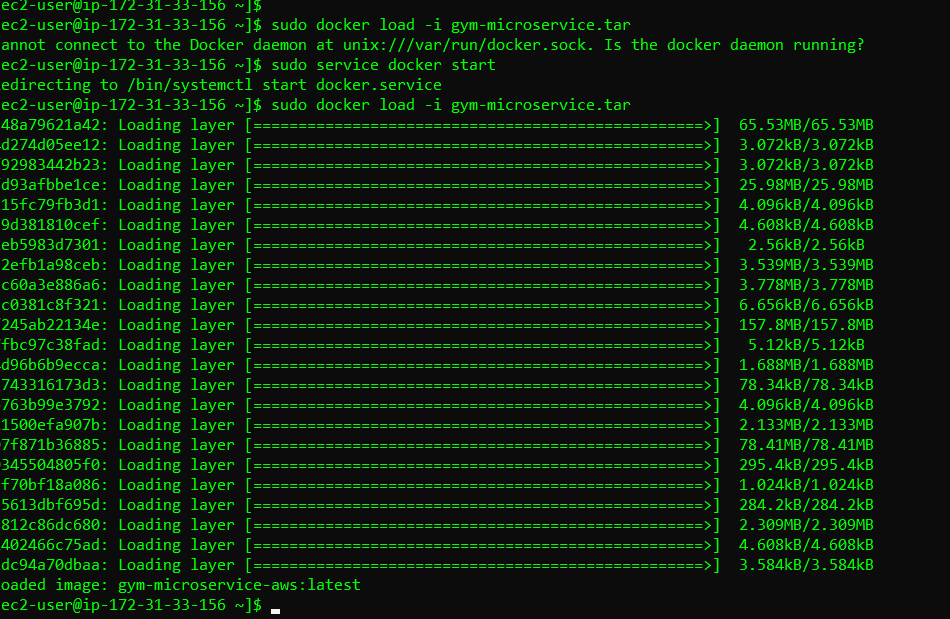 ec2-user@ip-172-31-33-156 ~]$
ec2-user@ip-172-31-33-156 ~]$ sudo docker load -i gym-microservice.tar
annot connect to the Docker daemon at unix:///var/run/docker.sock. Is the docker daemon running?
ec2-user@ip-172-31-33-156 ~]$ sudo service docker start
edirecting to /bin/systemctl start docker.service
ec2-user@ip-172-31-33-156 ~]$ sudo docker load -i gym-microservice.tar
48a79621a42: Loading layer [==================================================>] 65.53MB/65.53MB
d274d05ee12: Loading layer [==================================================>] 3.072kB/3.072kB
92983442b23: Loading layer [==================================================>] 3.072kB/3.072kB
d93afbbe1ce: Loading layer [==================================================>] 25.98MB/25.98MB
15fc79fb3d1: Loading layer [==================================================>] 4.096kB/4.096kB
9d381810cef: Loading layer [==================================================>] 4.608kB/4.608kB
eb5983d7301: Loading layer [==================================================>] 2.56kB/2.56kB
2efb1a98ceb: Loading layer [==================================================>] 3.539MB/3.539MB
c60a3e886a6: Loading layer [==================================================>] 3.778MB/3.778MB
c0381c8f321: Loading layer [==================================================>] 6.656kB/6.656kB
245ab22134e: Loading layer [==================================================>] 157.8MB/157.8MB
fbc97c38fad: Loading layer [==================================================>] 5.12kB/5.12kB
d96b6b9ecca: Loading layer [==================================================>] 1.688MB/1.688MB
743316173d3: Loading layer [==================================================>] 78.34kB/78.34kB
763b99e3792: Loading layer [==================================================>] 4.096kB/4.096kB
1500efa907b: Loading layer [==================================================>] 2.133MB/2.133MB
7f871b36885: Loading layer [==================================================>] 78.41MB/78.41MB
345504805f0: Loading layer [==================================================>] 295.4kB/295.4kB
f70bf18a086: Loading layer [==================================================>] 1.024kB/1.024kB
5613dbf695d: Loading layer [==================================================>] 284.2kB/284.2kB
812c86dc680: Loading layer [==================================================>] 2.309MB/2.309MB
402466c75ad: Loading layer [==================================================>] 4.608kB/4.608kB
dc94a70dbaa: Loading layer [==================================================>] 3.584kB/3.584kB
oaded image: gym-microservice-aws:latest
ec2-user@ip-172-31-33-156 ~]$